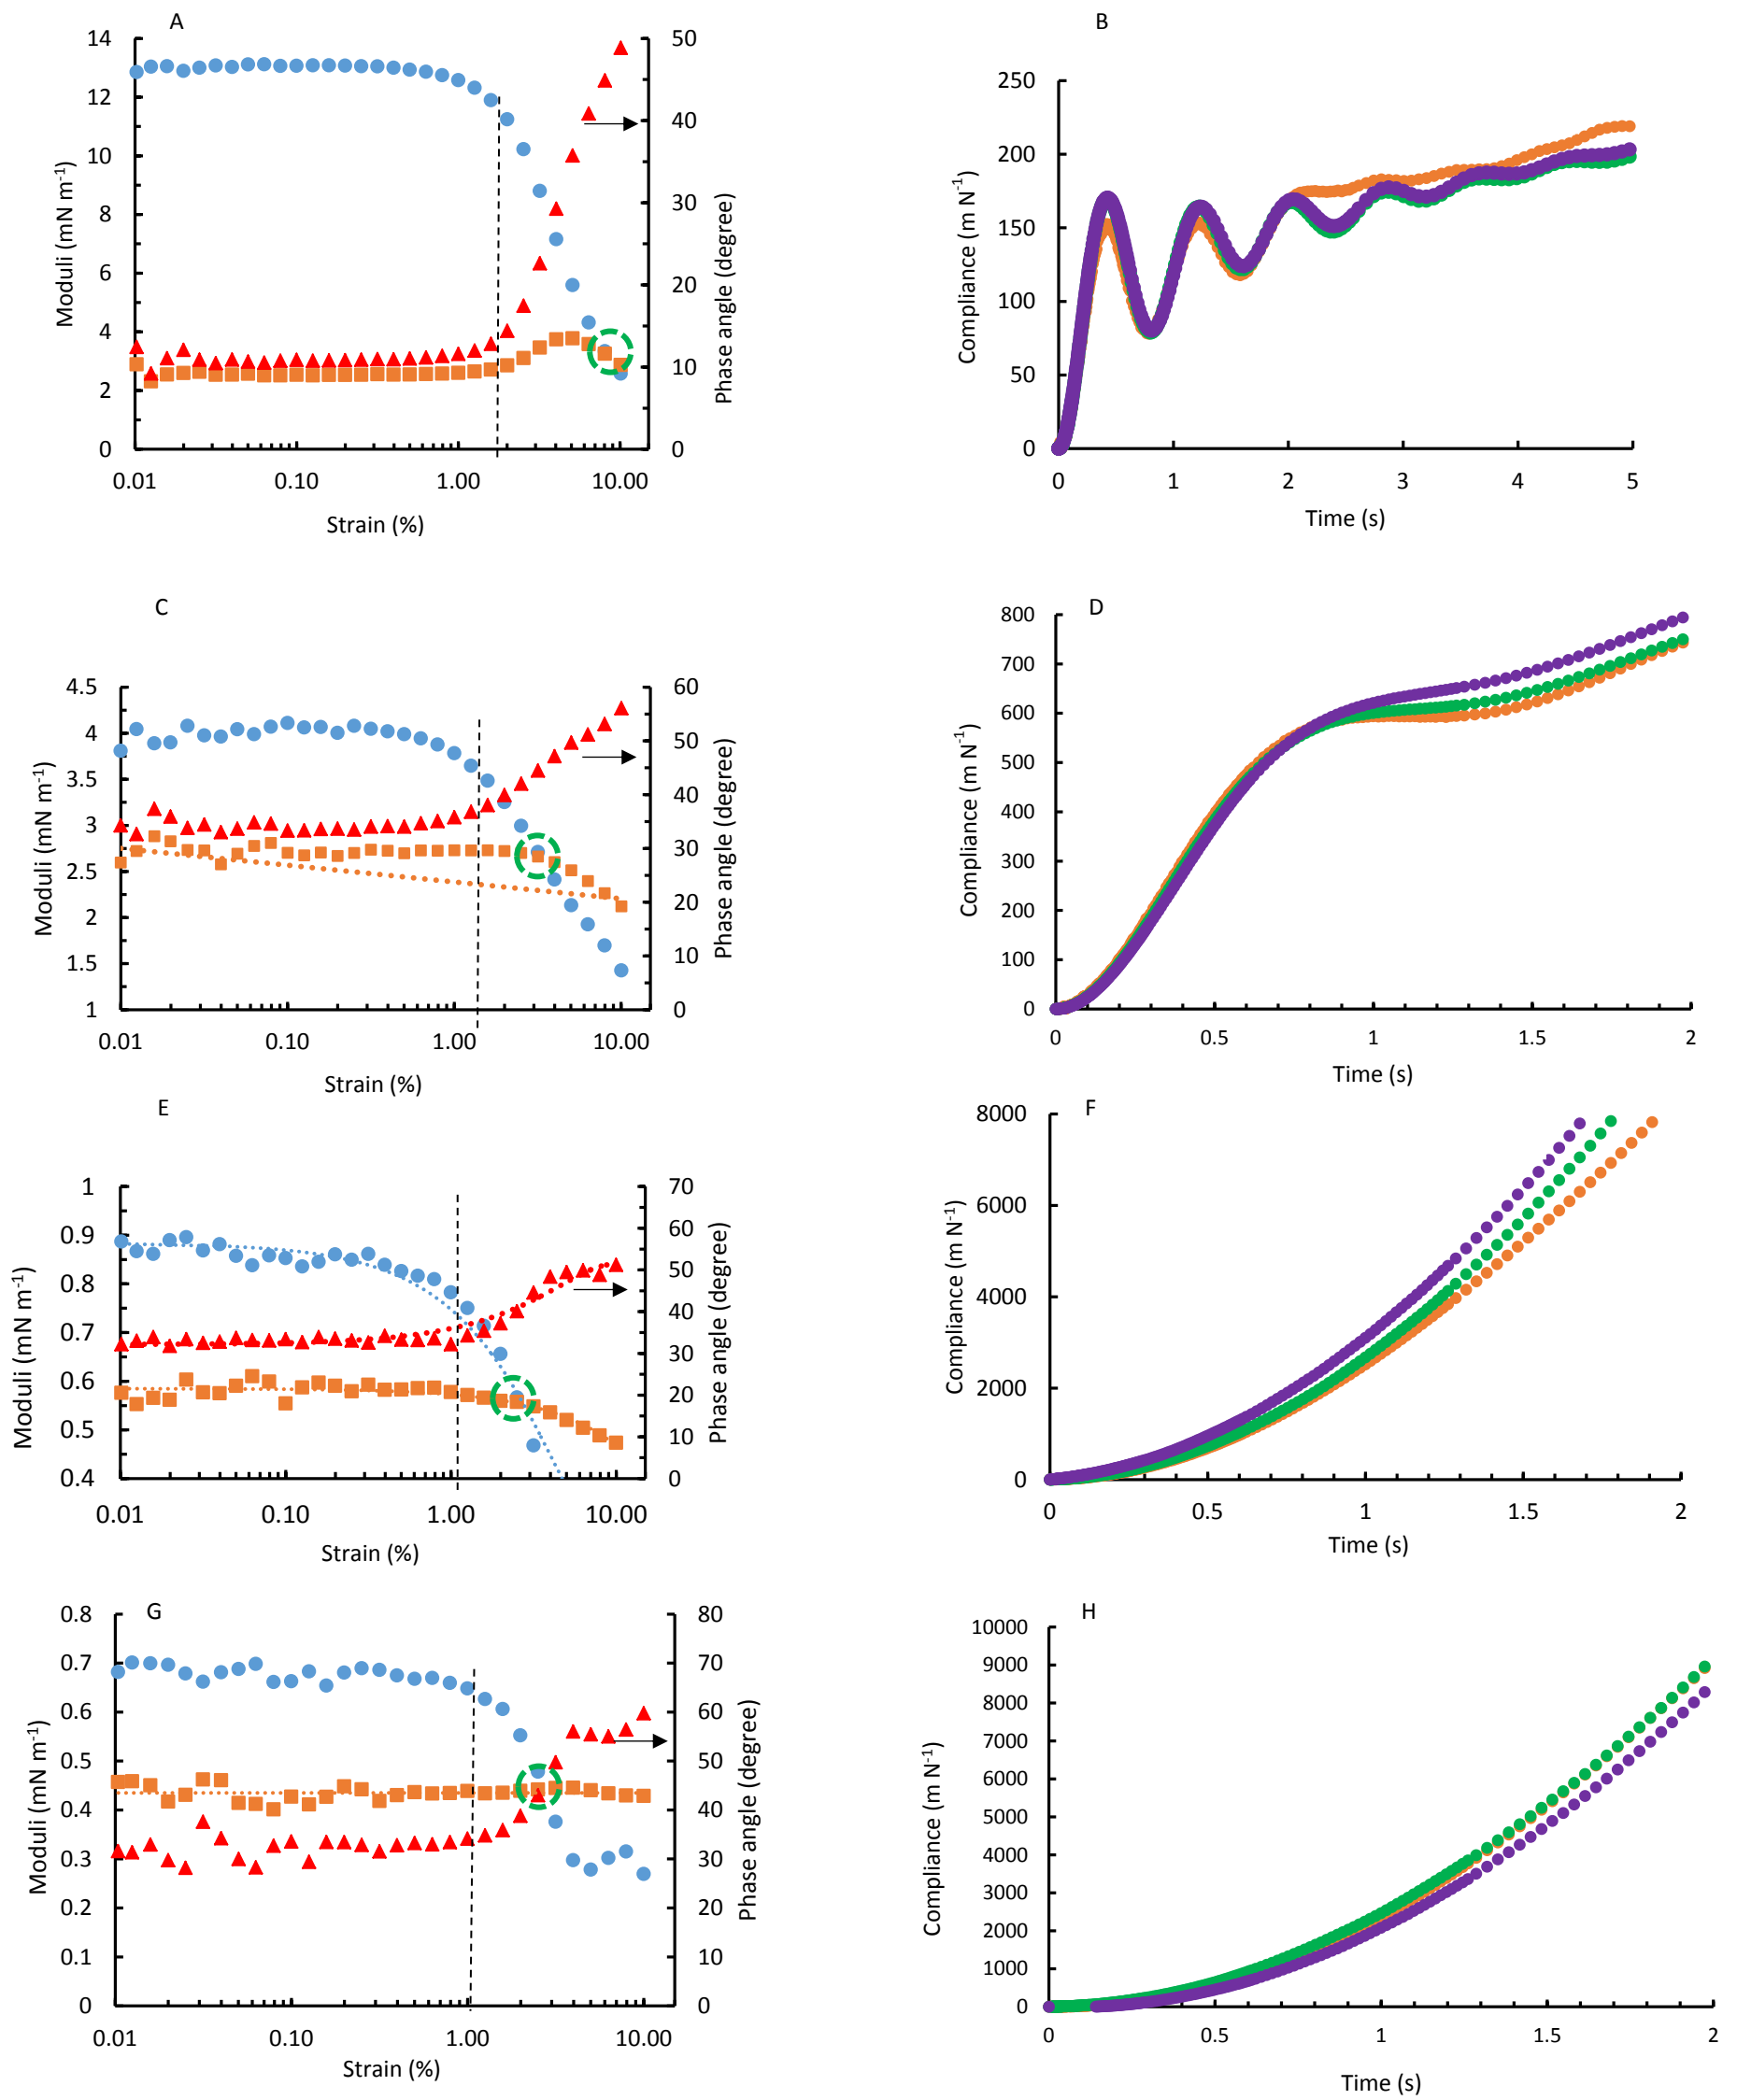 A
14
12
10
8
6
4
2
0
50
40
30
20
10
0
0.01 0.10 1.00 10.00
Strain (%)
Moduli (mN m-1)
Phase angle (degree)
B
250
200
150
100
50
0
0 1 2 3 4 5
Time (s)
Compliance (m N-1)
C
4.5
4
3.5
3
2.5
2
1.5
1
60
50
40
30
20
10
0
0.01 0.10 1.00 10.00
Strain (%)
Moduli (mN m-1)
Phase angle (degree)
D
800
700
600
500
400
300
200
100
0
0 0.5 1 1.5 2
Time (s)
Compliance (m N-1)
E
1
0.9
0.8
0.7
0.6
0.5
0.4
70
60
50
40
30
20
10
0
0.01 0.10 1.00 10.00
Strain (%)
Moduli (mN m-1)
Phase angle (degree)
F
8000
6000
4000
2000
0
0 0.5 1 1.5 2
Time (s)
Compliance (m N-1)
G
0.8
0.7
0.6
0.5
0.4
0.3
0.2
0.1
0
80
70
60
50
40
30
20
10
0
0.01 0.10 1.00 10.00
Strain (%)
Moduli (mN m-1)
Phase angle (degree)
H
10000
9000
8000
7000
6000
5000
4000
3000
2000
1000
0
0 0.5 1 1.5 2
Time (s)
Compliance (m N-1)